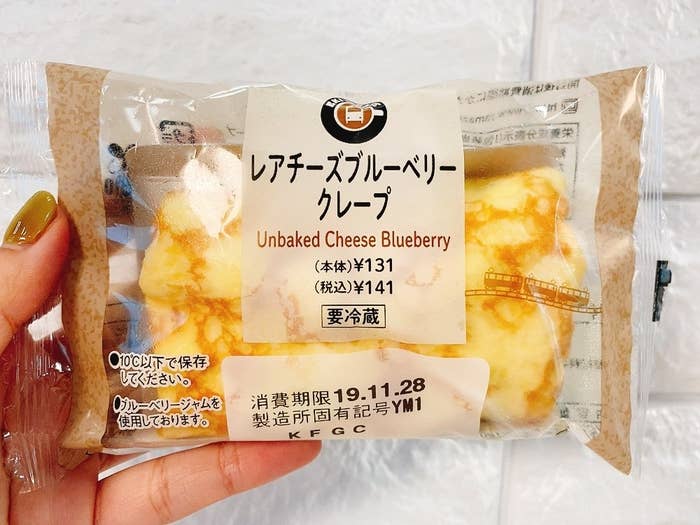 レアチーズブルーベリー
クレープ
Unbaked Cheese Blueberry
(本体)¥131
(税込)¥141
要冷蔵
●10℃以下で保存
してください。
●ブルーベリージャムを
使用しております。
消費期限 19.11.28
製造所固有記号YM1
KFGC